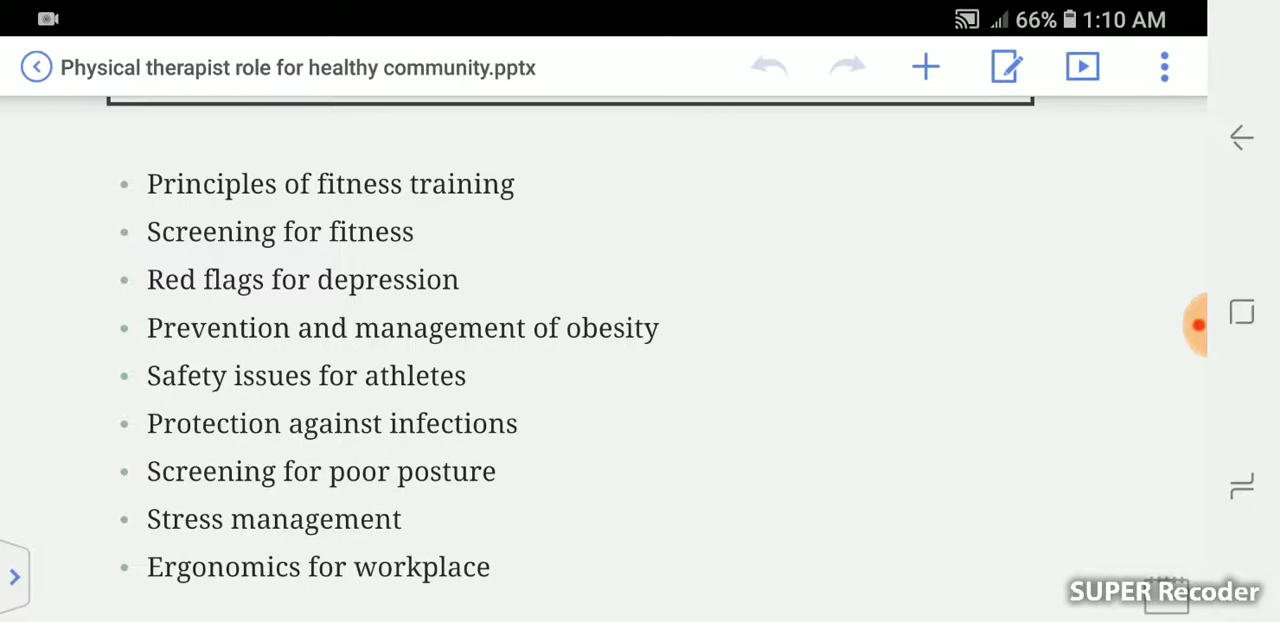 66% 1:10 AM
Physical therapist role for healthy community.pptx
• Principles of fitness training
• Screening for fitness
• Red flags for depression
• Prevention and management of obesity
• Safety issues for athletes
• Protection against infections
• Screening for poor posture
• Stress management
• Ergonomics for workplace
SUPER Recoder